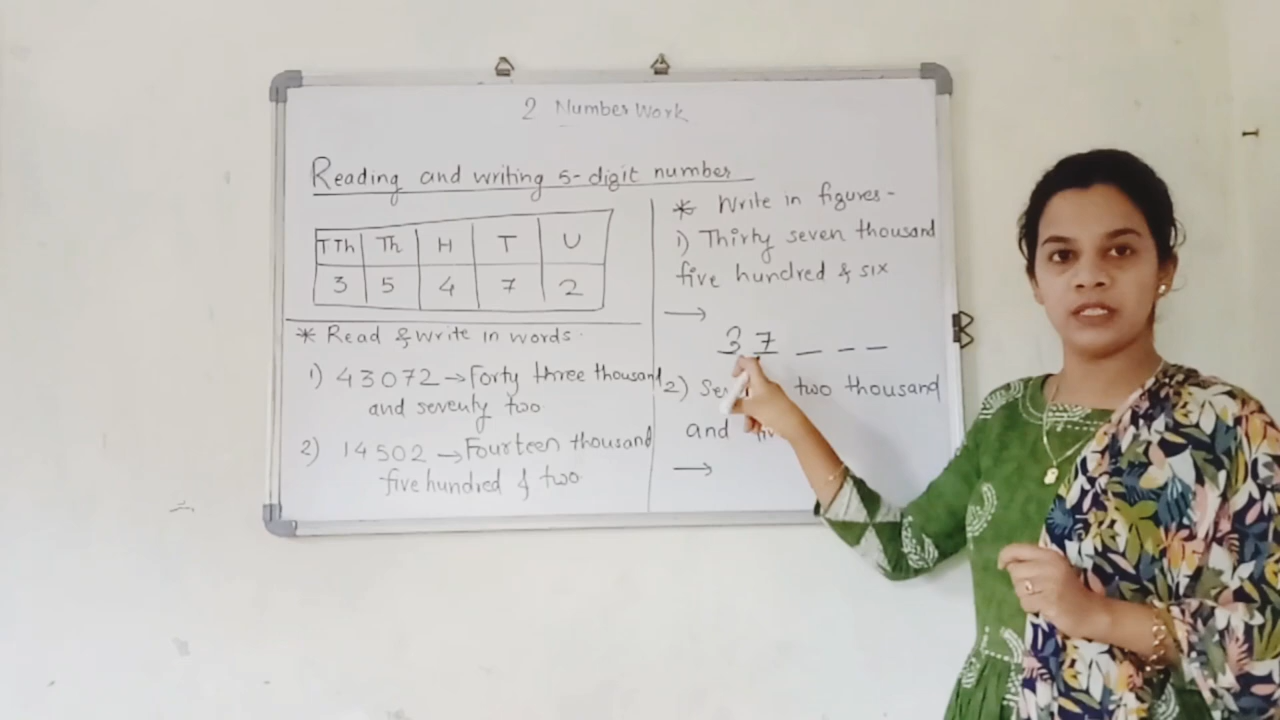 2 Number Work
Reading and writing 5-digit number
TTh Th H T U
3 5 4 7 2
* Read & Write in words.
1) 43072 → Forty three thousand
and seventy two
2) 14502 → Fourteen thousand
five hundred & two
* Write in figures -
1) Thirty seven thousand
five hundred & six
→
3 7 _ _ _
2) two thousand
and
→